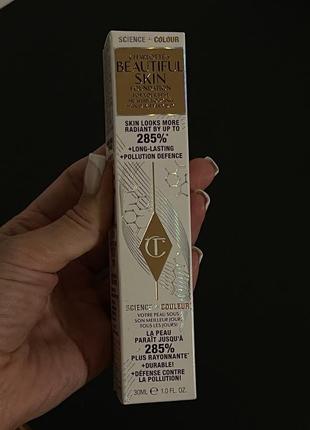 SCIENCE + COLOUR
CHARLOTTE'S
BEAUTIFUL
SKIN
FOUNDATION
SKIN LOOKS MORE
RADIANT BY UP TO
285%*
+LONG-LASTING
+POLLUTION DEFENCE
CT
SCIENCE + COULEUR
VOTRE PEAU SOUS
SON MEILLEUR JOUR,
TOUS LES JOURS!
LA PEAU
PARAÎT JUSQU'À
285%
PLUS RAYONNANTE*
+DURABLE!
+DÉFENSE CONTRE
LA POLLUTION!
30ML ℮ 1.0 FL. OZ.